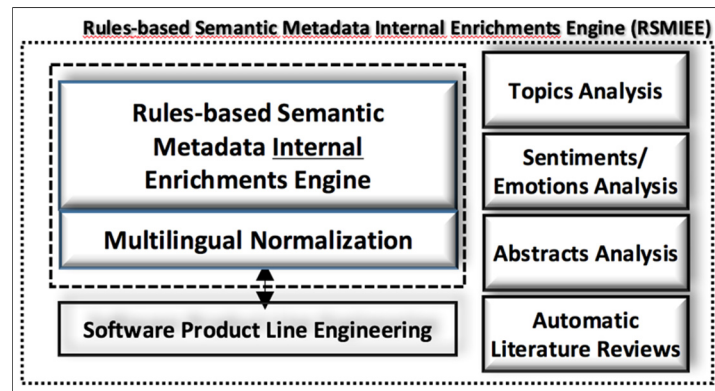 Rules-based Semantic Metadata Internal Enrichments Engine (RSMIEE)
Rules-based Semantic
Metadata Internal
Enrichments Engine
Multilingual Normalization
Software Product Line Engineering
Topics Analysis
Sentiments/
Emotions Analysis
Abstracts Analysis
Automatic
Literature Reviews